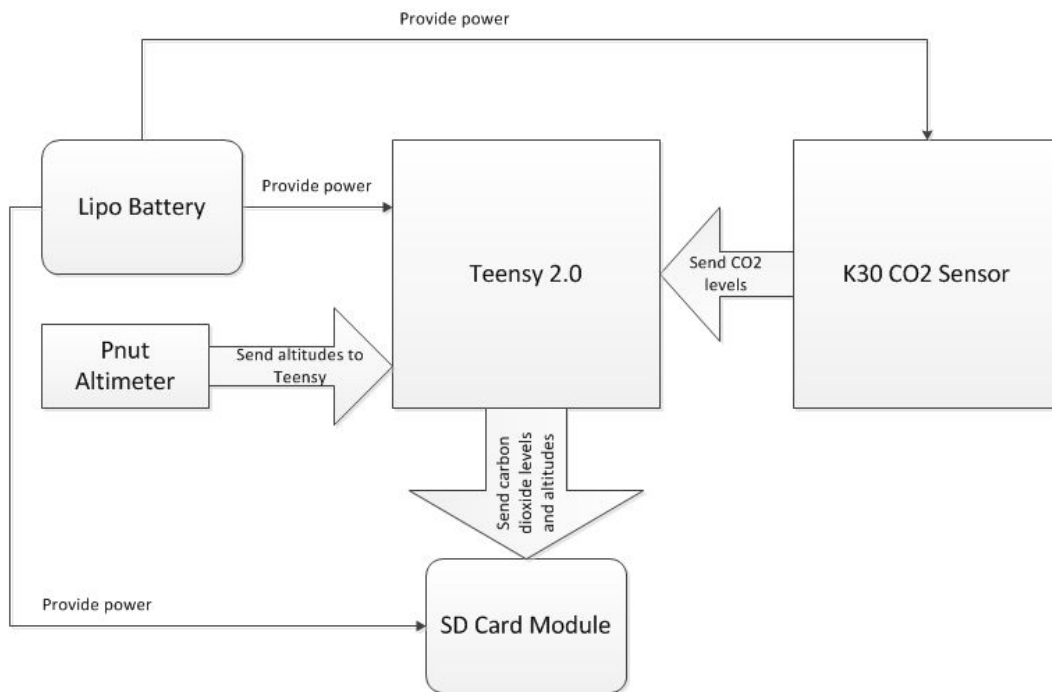 Provide power
Lipo Battery
Provide power
Teensy 2.0
Send CO2
levels
K30 CO2 Sensor
Pnut
Altimeter
Send altitudes to
Teensy
Send carbon
dioxide levels
and altitudes
Provide power
SD Card Module